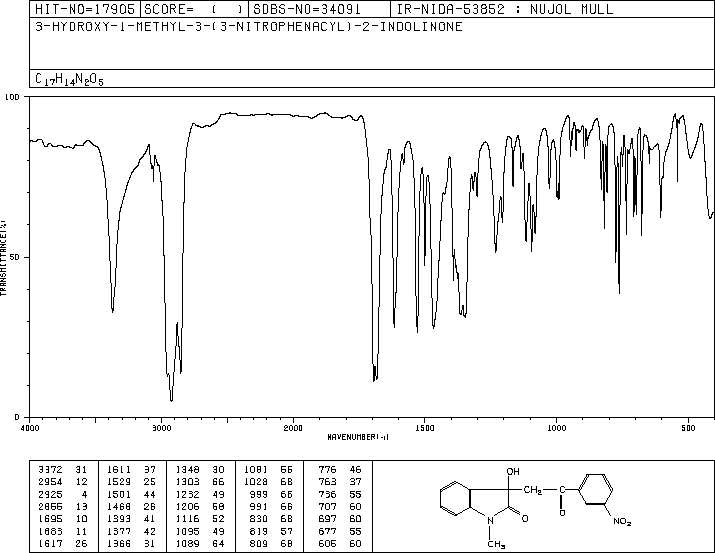 HIT-NO=17905 SCORE= ( ) SDBS-NO=34091 IR-NIDA-53852 : NUJOL MULL
3-HYDROXY-1-METHYL-3-(3-NITROPHENACYL)-2-INDOLINONE
C17H14N2O5
100
50
0
TRANSMITTANCE(%)
4000 3000 2000 1500 1000 500
WAVENUMBER(-1)
3372 31 1611 37 1348 30 1081 55 776 46
2954 12 1529 25 1303 66 1028 68 763 37
2925 4 1501 44 1232 49 999 66 736 55
2855 13 1468 26 1206 58 991 66 707 60
1695 10 1393 41 1116 52 830 68 697 60
1683 11 1377 42 1095 49 819 57 677 55
1617 26 1366 31 1089 64 809 68 605 60
OH
CH2 C
O
O
N
NO2
CH3